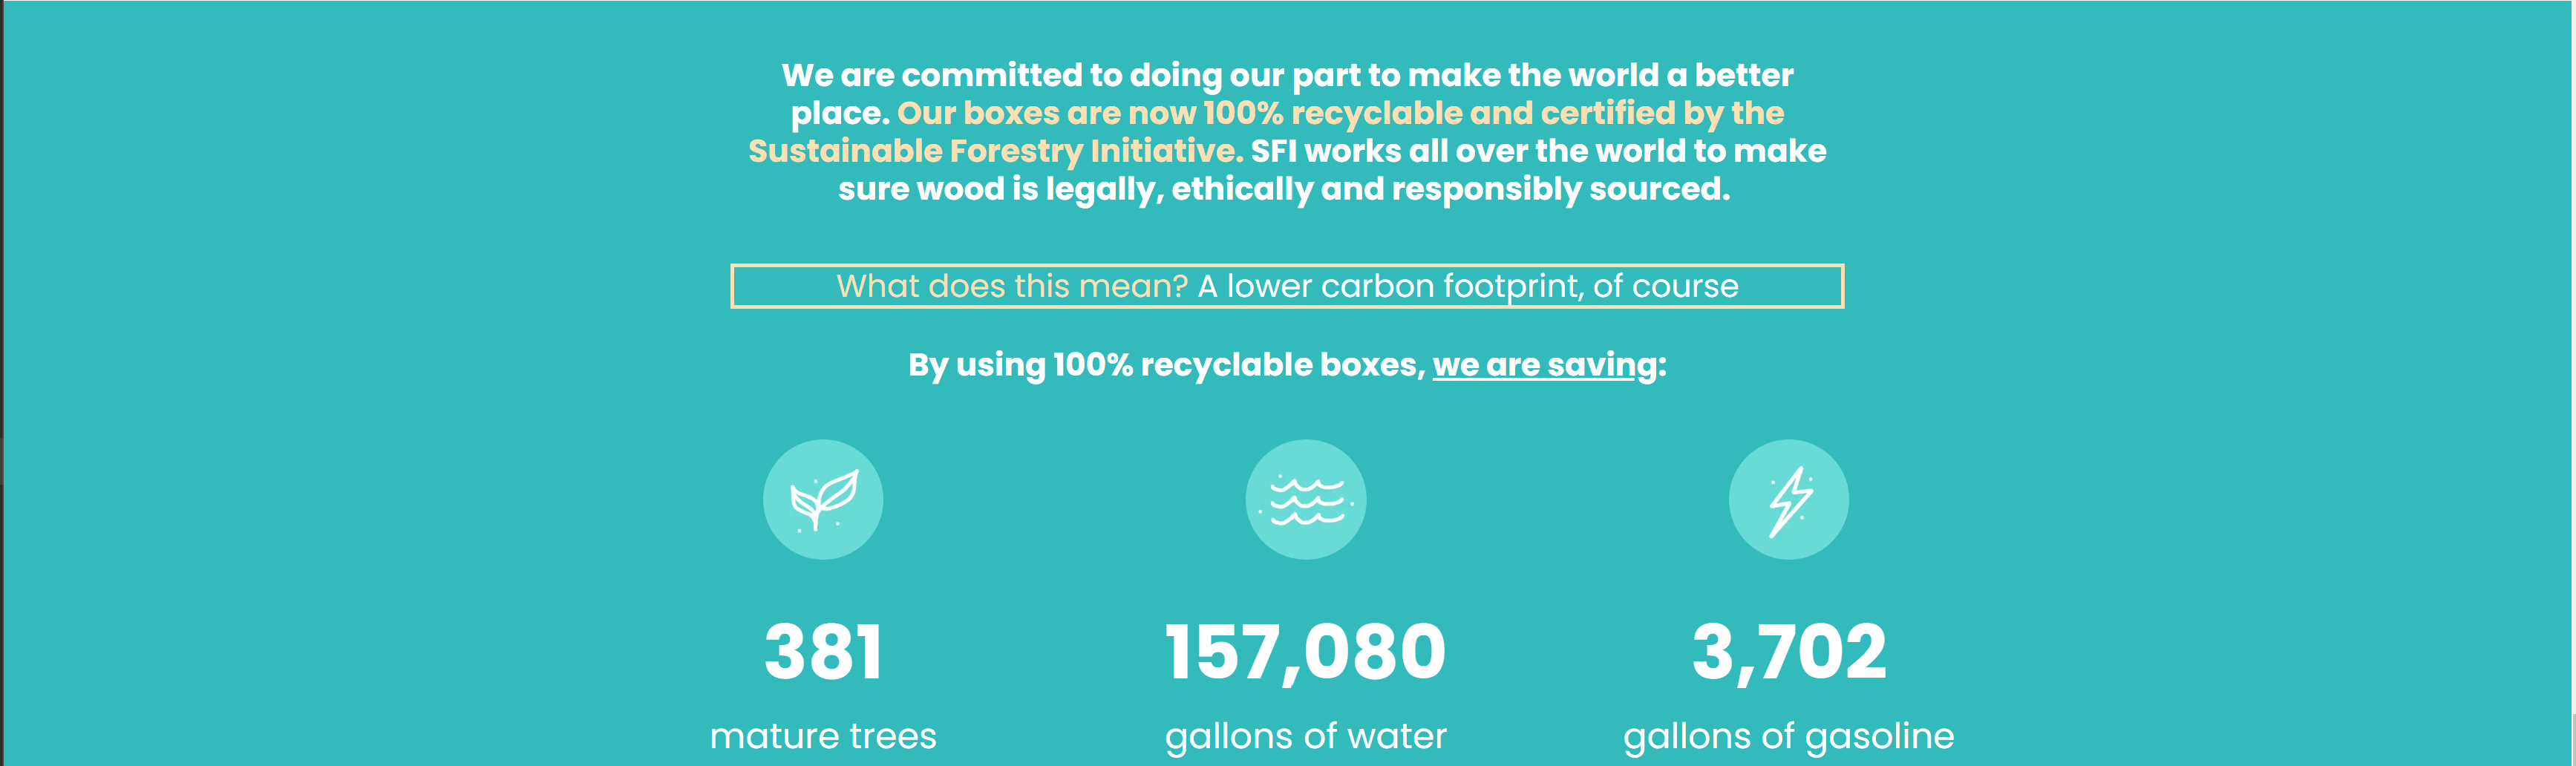 We are committed to doing our part to make the world a better
place. Our boxes are now 100% recyclable and certified by the
Sustainable Forestry Initiative. SFI works all over the world to make
sure wood is legally, ethically and responsibly sourced.
What does this mean? A lower carbon footprint, of course
By using 100% recyclable boxes, we are saving:
381
mature trees
157,080
gallons of water
3,702
gallons of gasoline